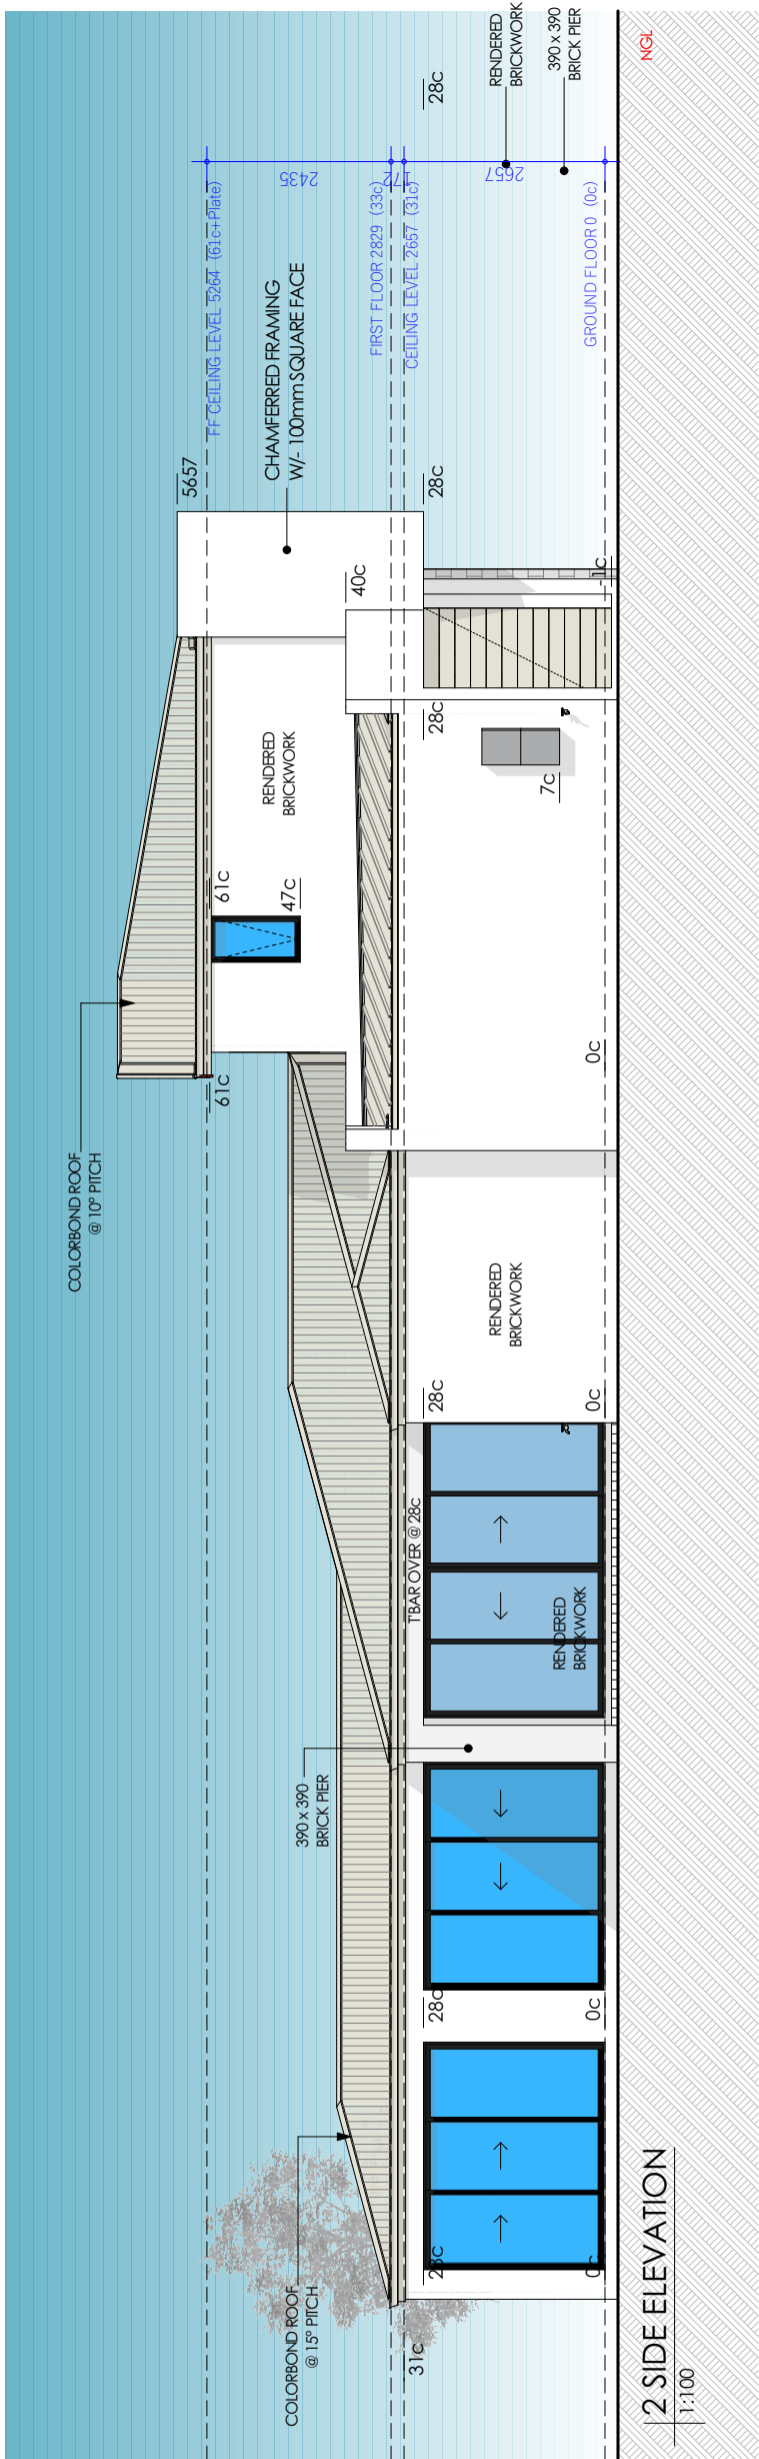 COLORBOND ROOF
@ 15° PITCH
31c
28c
0c
28c
0c
390 x 390
BRICK PIER
T'BAR OVER @ 28c
RENDERED
BRICKWORK
28c
0c
RENDERED
BRICKWORK
COLORBOND ROOF
@ 10° PITCH
61c
61c
47c
0c
RENDERED
BRICKWORK
7c
28c
40c
-1c
5657
28c
CHAMFERRED FRAMING
W/- 100mm SQUARE FACE
FF CEILING LEVEL 5264 (61c+Plate)
FIRST FLOOR 2829 (33c)
CEILING LEVEL 2657 (31c)
GROUND FLOOR 0 (0c)
2435
172
2657
28c
RENDERED
BRICKWORK
390 x 390
BRICK PIER
NGL
2 SIDE ELEVATION
1:100